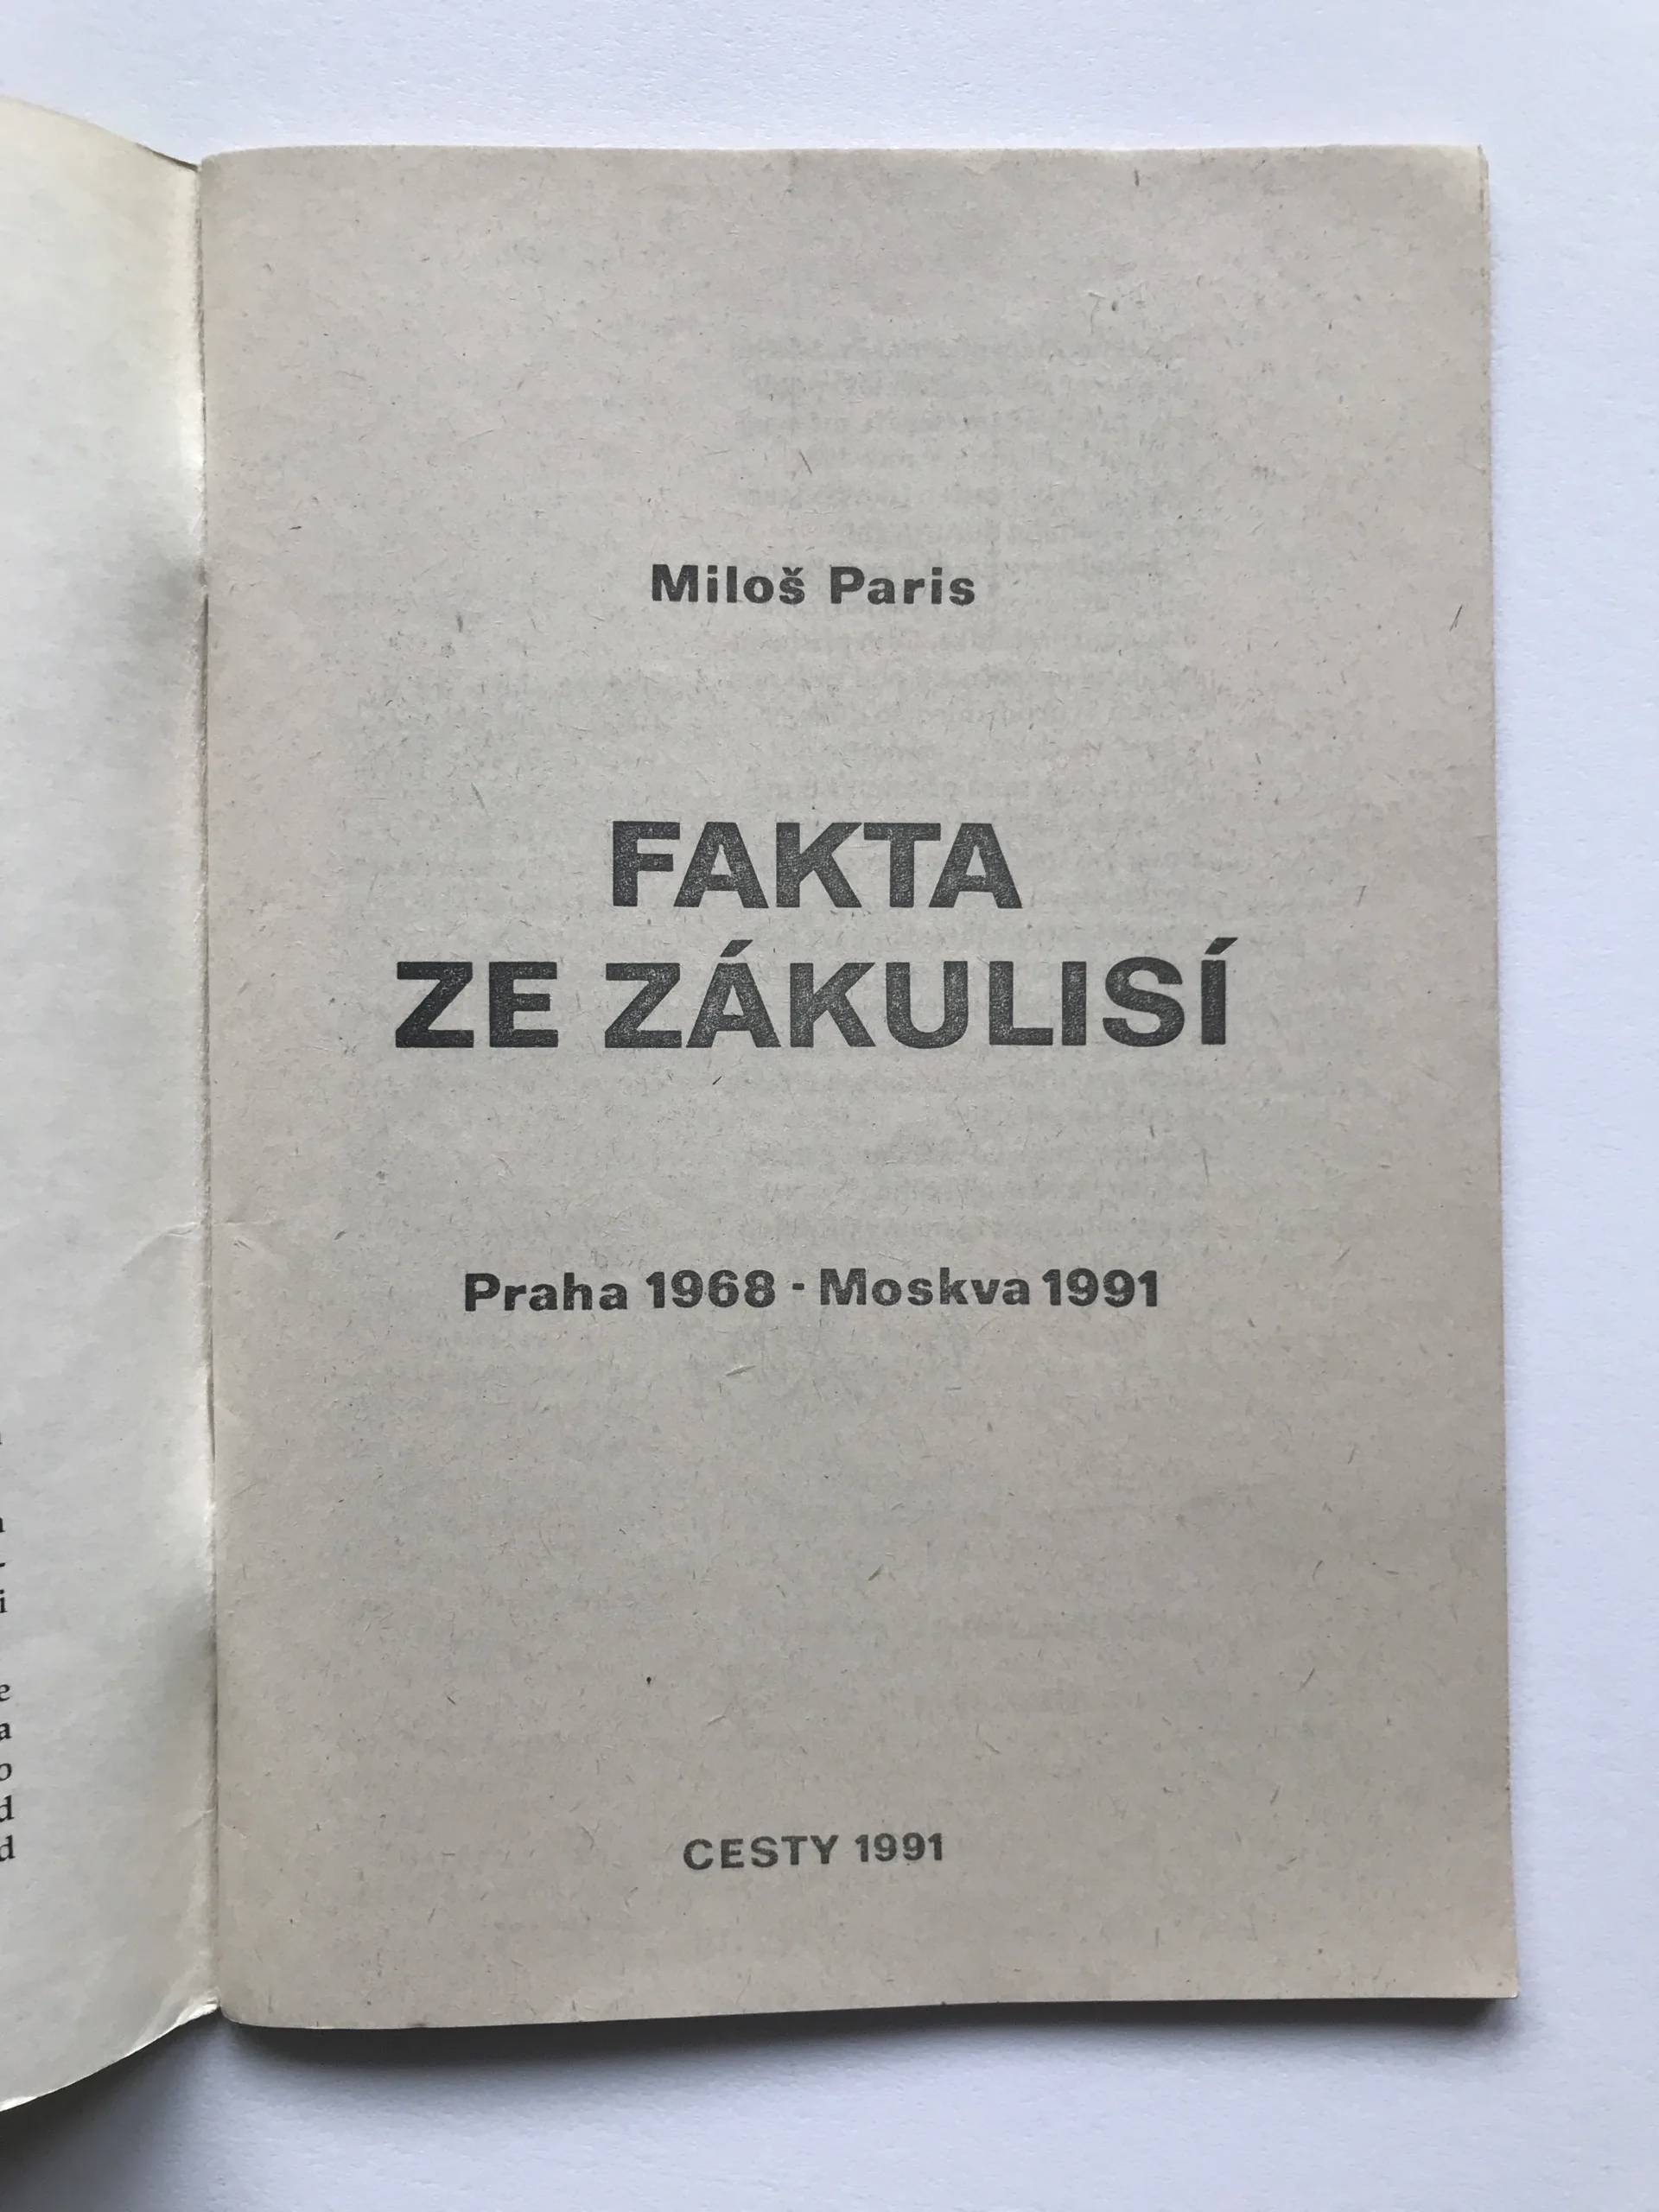 Miloš Paris
FAKTA
ZE ZÁKULISÍ
Praha 1968 - Moskva 1991
CESTY 1991